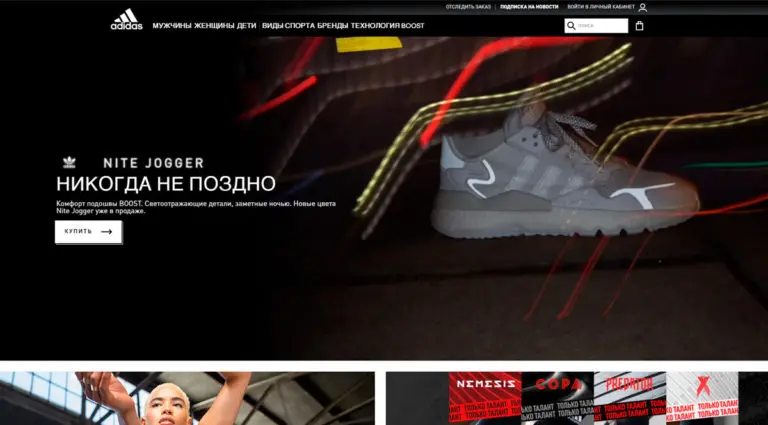 ОТСЛЕДИТЬ ЗАКАЗ ПОДПИСКА НА НОВОСТИ ВОЙТИ В ЛИЧНЫЙ КАБИНЕТ
adidas
МУЖЧИНЫ ЖЕНЩИНЫ ДЕТИ ВИДЫ СПОРТА БРЕНДЫ ТЕХНОЛОГИЯ BOOST
ПОИСК
NITE JOGGER
НИКОГДА НЕ ПОЗДНО
Комфорт подошвы BOOST. Светоотражающие детали, заметные ночью. Новые цвета
Nite Jogger уже в продаже.
КУПИТЬ
NEMESIS COPA PREDATOR X
ТОЛЬКО ТАЛАНТ ТОЛЬКО ТАЛАНТ ТОЛЬКО ТАЛАНТ ТОЛЬКО ТАЛАНТ